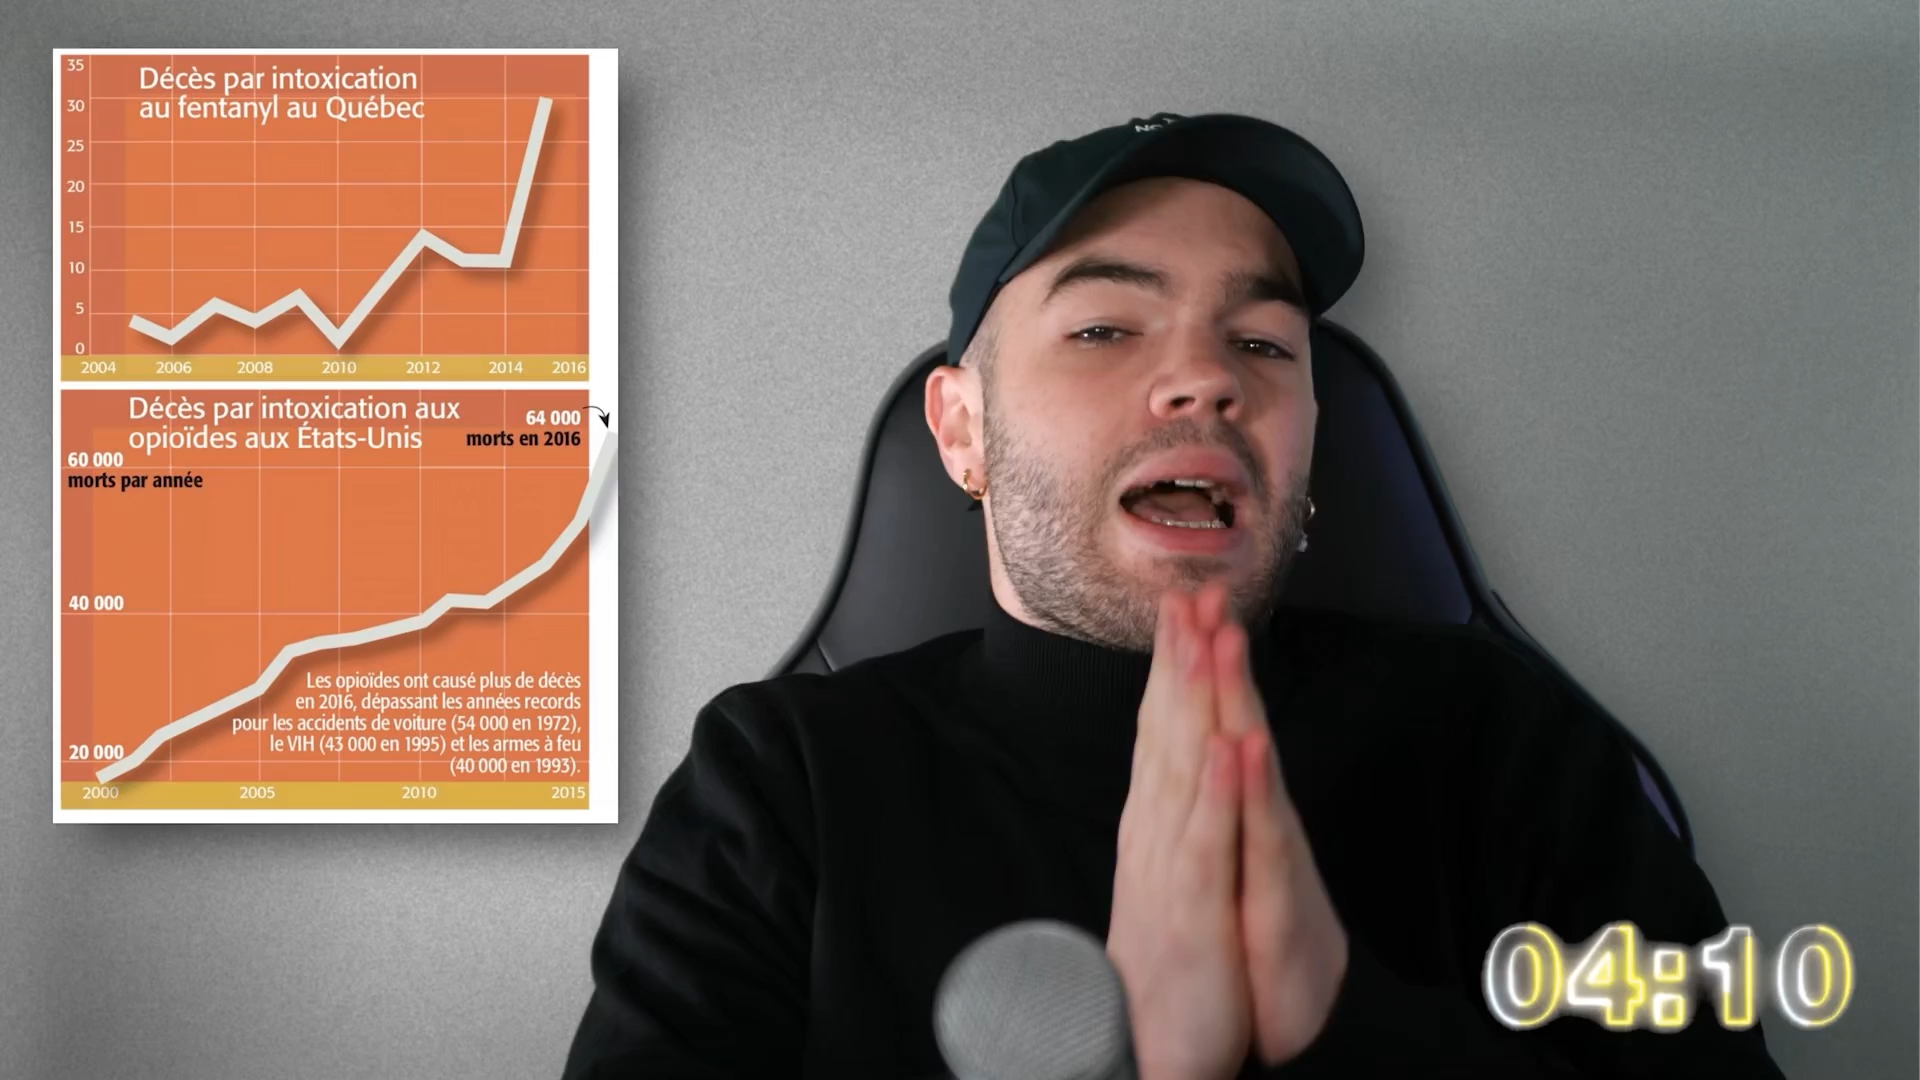 35
Décès par intoxication
au fentanyl au Québec
30
25
20
15
10
5
0
2004 2006 2008 2010 2012 2014 2016
Décès par intoxication aux
opioïdes aux États-Unis
64 000
morts en 2016
60 000
morts par année
40 000
Les opioïdes ont causé plus de décès
en 2016, dépassant les années records
pour les accidents de voiture (54 000 en 1972),
le VIH (43 000 en 1995) et les armes à feu
(40 000 en 1993).
20 000
2000 2005 2010 2015
04:10